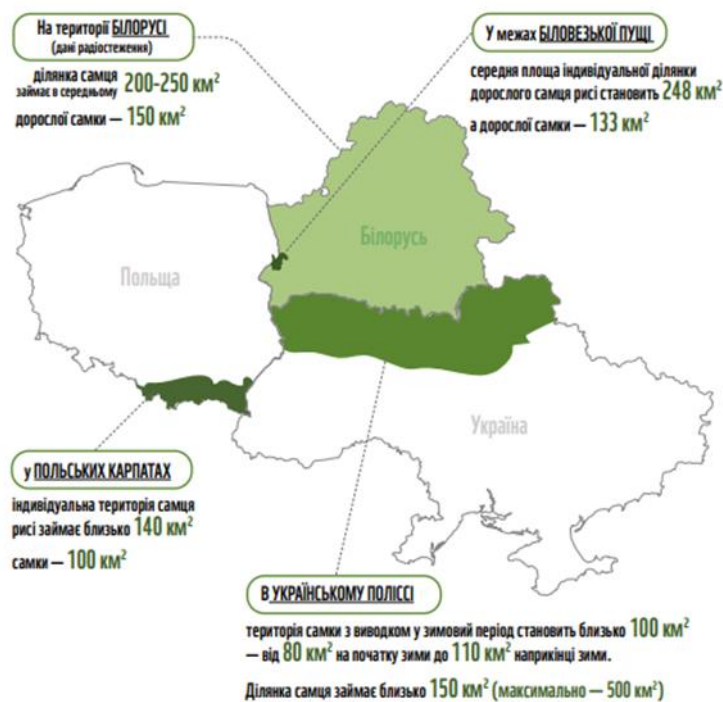 На території БІЛОРУСІ
(дані радіостеження)
ділянка самця
займає в середньому 200-250 км²
дорослої самки — 150 км²
У межах БІЛОВЕЗЬКОЇ ПУЩІ
середня площа індивідуальної ділянки
дорослого самця рисі становить 248 км²
а дорослої самки — 133 км²
Білорусь
Польща
Україна
у ПОЛЬСЬКИХ КАРПАТАХ
індивідуальна територія самця
рисі займає близько 140 км²
самки — 100 км²
В УКРАЇНСЬКОМУ ПОЛІССІ
територія самки з виводком у зимовий період становить близько 100 км²
— від 80 км² на початку зими до 110 км² наприкінці зими.
Ділянка самця займає близько 150 км² (максимально — 500 км²)